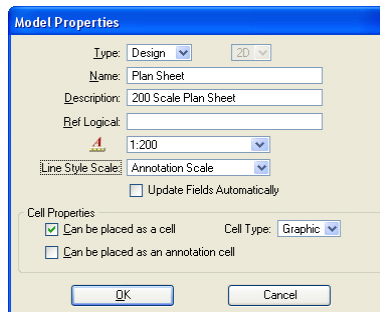 Model Properties
Type: Design 2D
Name: Plan Sheet
Description: 200 Scale Plan Sheet
Ref Logical:
A 1:200
Line Style Scale: Annotation Scale
Update Fields Automatically
Cell Properties
Can be placed as a cell Cell Type: Graphic
Can be placed as an annotation cell
OK Cancel